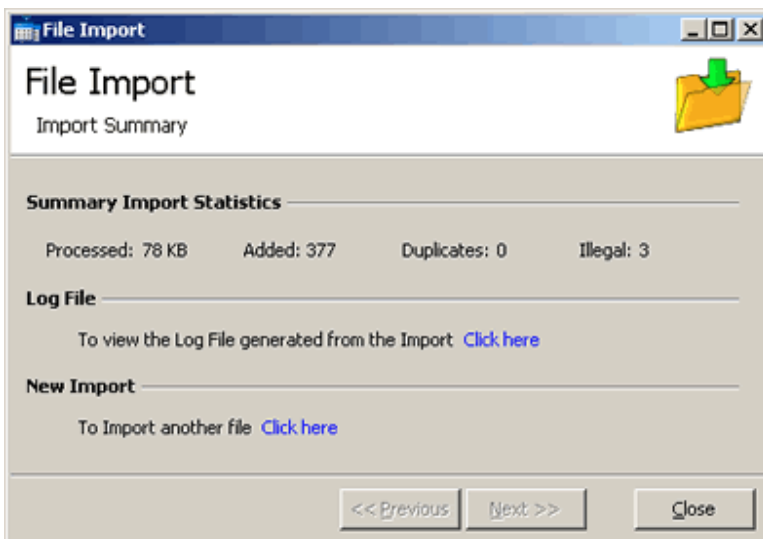 File Import
File Import
Import Summary
Summary Import Statistics
Processed: 78 KB Added: 377 Duplicates: 0 Illegal: 3
Log File
To view the Log File generated from the Import Click here
New Import
To Import another file Click here
<< Previous Next >> Close